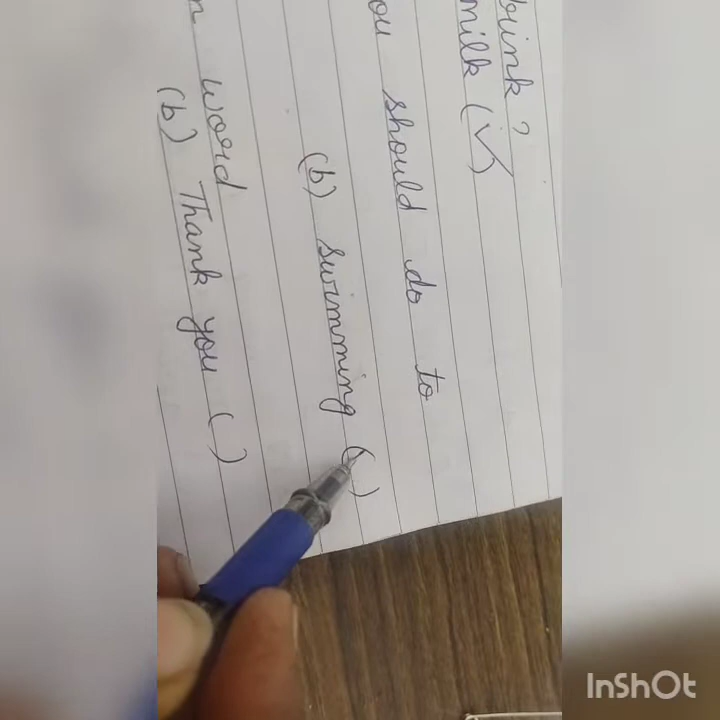 drink ?
milk (✓)
ou should do to
(b) swimming ( )
n word
(b) Thank you ( )
InShOt